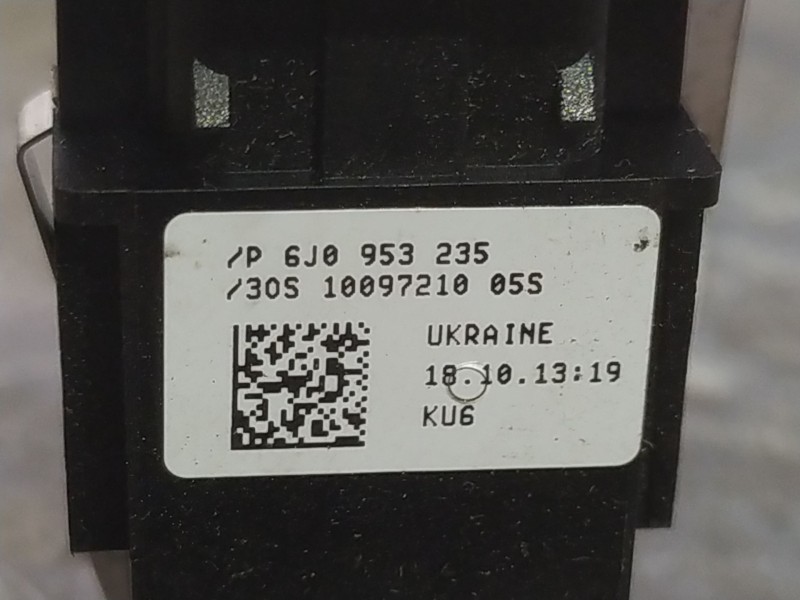 /P 6J0 953 235
/30S 10097210 05S
UKRAINE
18.10.13:19
KU6